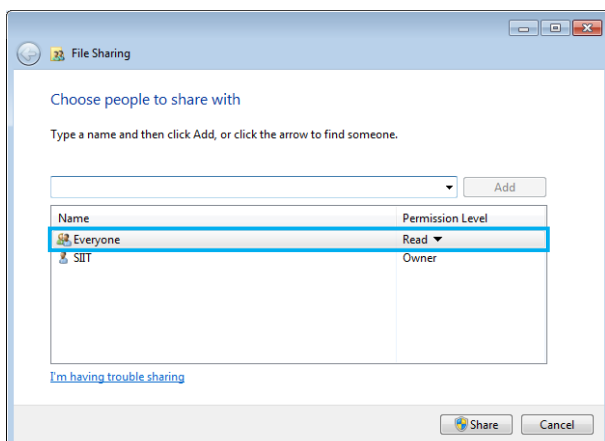 File Sharing
Choose people to share with
Type a name and then click Add, or click the arrow to find someone.
Add
Name Permission Level
Everyone Read
SIIT Owner
I'm having trouble sharing
Share Cancel